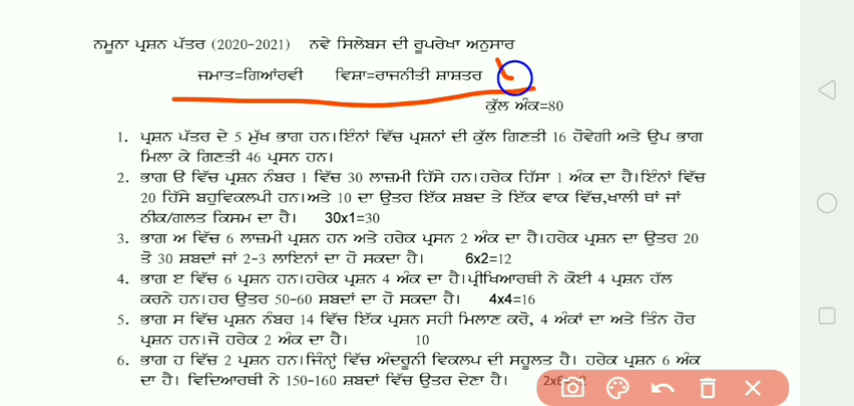 ਨਮੂਨਾ ਪ੍ਰਸ਼ਨ ਪੱਤਰ (2020-2021) ਨਵੇ ਸਿਲੇਬਸ ਦੀ ਰੂਪਰੇਖਾ ਅਨੁਸਾਰ
ਜਮਾਤ=ਗਿਆਂਰਵੀ ਵਿਸ਼ਾ=ਰਾਜਨੀਤੀ ਸ਼ਾਸ਼ਤਰ
ਕੁੱਲ ਅੰਕ=80
1. ਪ੍ਰਸ਼ਨ ਪੱਤਰ ਦੇ 5 ਮੁੱਖ ਭਾਗ ਹਨ।ਇੰਨਾਂ ਵਿੱਚ ਪ੍ਰਸ਼ਨਾਂ ਦੀ ਕੁੱਲ ਗਿਣਤੀ 16 ਹੋਵੇਗੀ ਅਤੇ ਉਪ ਭਾਗ
ਮਿਲਾ ਕੇ ਗਿਣਤੀ 46 ਪ੍ਰਸਨ ਹਨ।
2. ਭਾਗ ੳ ਵਿੱਚ ਪ੍ਰਸ਼ਨ ਨੰਬਰ 1 ਵਿੱਚ 30 ਲਾਜ਼ਮੀ ਹਿੱਸੇ ਹਨ।ਹਰੇਕ ਹਿੱਸਾ 1 ਅੰਕ ਦਾ ਹੈ।ਇੰਨਾਂ ਵਿੱਚ
20 ਹਿੱਸੇ ਬਹੁਵਿਕਲਪੀ ਹਨ।ਅਤੇ 10 ਦਾ ਉਤਰ ਇੱਕ ਸ਼ਬਦ ਤੇ ਇੱਕ ਵਾਕ ਵਿੱਚ,ਖਾਲੀ ਥਾਂ ਜਾਂ
ਠੀਕ/ਗਲਤ ਕਿਸਮ ਦਾ ਹੈ। 30x1=30
3. ਭਾਗ ਅ ਵਿੱਚ 6 ਲਾਜ਼ਮੀ ਪ੍ਰਸ਼ਨ ਹਨ ਅਤੇ ਹਰੇਕ ਪ੍ਰਸਨ 2 ਅੰਕ ਦਾ ਹੈ।ਹਰੇਕ ਪ੍ਰਸ਼ਨ ਦਾ ਉਤਰ 20
ਤੋ 30 ਸ਼ਬਦਾਂ ਜਾਂ 2-3 ਲਾਇਨਾਂ ਦਾ ਹੋ ਸਕਦਾ ਹੈ। 6x2=12
4. ਭਾਗ ੲ ਵਿੱਚ 6 ਪ੍ਰਸ਼ਨ ਹਨ।ਹਰੇਕ ਪ੍ਰਸ਼ਨ 4 ਅੰਕ ਦਾ ਹੈ।ਪ੍ਰੀਖਿਆਰਥੀ ਨੇ ਕੋਈ 4 ਪ੍ਰਸ਼ਨ ਹੱਲ
ਕਰਨੇ ਹਨ।ਹਰ ਉਤਰ 50-60 ਸ਼ਬਦਾਂ ਦਾ ਹੋ ਸਕਦਾ ਹੈ। 4x4=16
5. ਭਾਗ ਸ ਵਿੱਚ ਪ੍ਰਸ਼ਨ ਨੰਬਰ 14 ਵਿੱਚ ਇੱਕ ਪ੍ਰਸ਼ਨ ਸਹੀ ਮਿਲਾਣ ਕਰੋ, 4 ਅੰਕਾਂ ਦਾ ਅਤੇ ਤਿੰਨ ਹੋਰ
ਪ੍ਰਸ਼ਨ ਹਨ।ਜੋ ਹਰੇਕ 2 ਅੰਕ ਦਾ ਹੈ। 10
6. ਭਾਗ ਹ ਵਿੱਚ 2 ਪ੍ਰਸ਼ਨ ਹਨ।ਜਿੰਨ੍ਹਾਂ ਵਿੱਚ ਅੰਦਰੂਨੀ ਵਿਕਲਪ ਦੀ ਸਹੂਲਤ ਹੈ। ਹਰੇਕ ਪ੍ਰਸ਼ਨ 6 ਅੰਕ
ਦਾ ਹੈ। ਵਿਦਿਆਰਥੀ ਨੇ 150-160 ਸ਼ਬਦਾਂ ਵਿੱਚ ਉਤਰ ਦੇਣਾ ਹੈ।